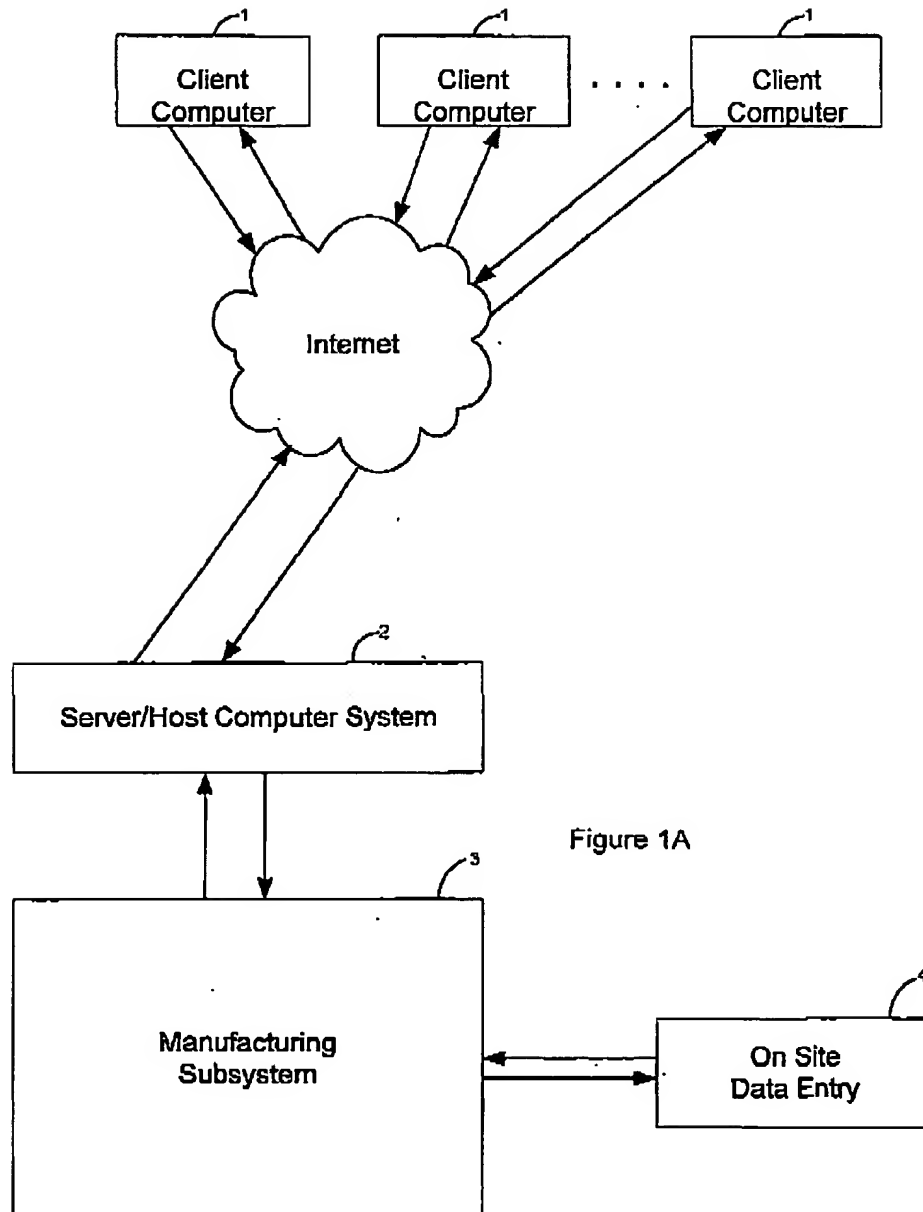 1
1
1
Client
Computer
Client
Computer
. . . .
Client
Computer
Internet
2
Server/Host Computer System
Figure 1A
3
Manufacturing
Subsystem
4
On Site
Data Entry